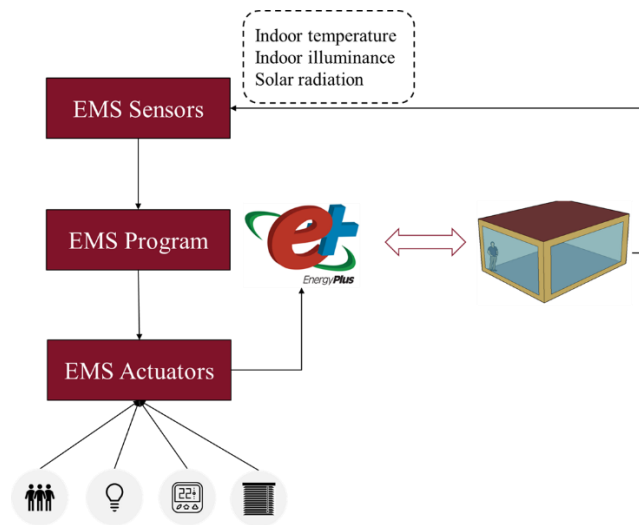 Indoor temperature
Indoor illuminance
Solar radiation
EMS Sensors
EMS Program
e+
EnergyPlus
EMS Actuators
22